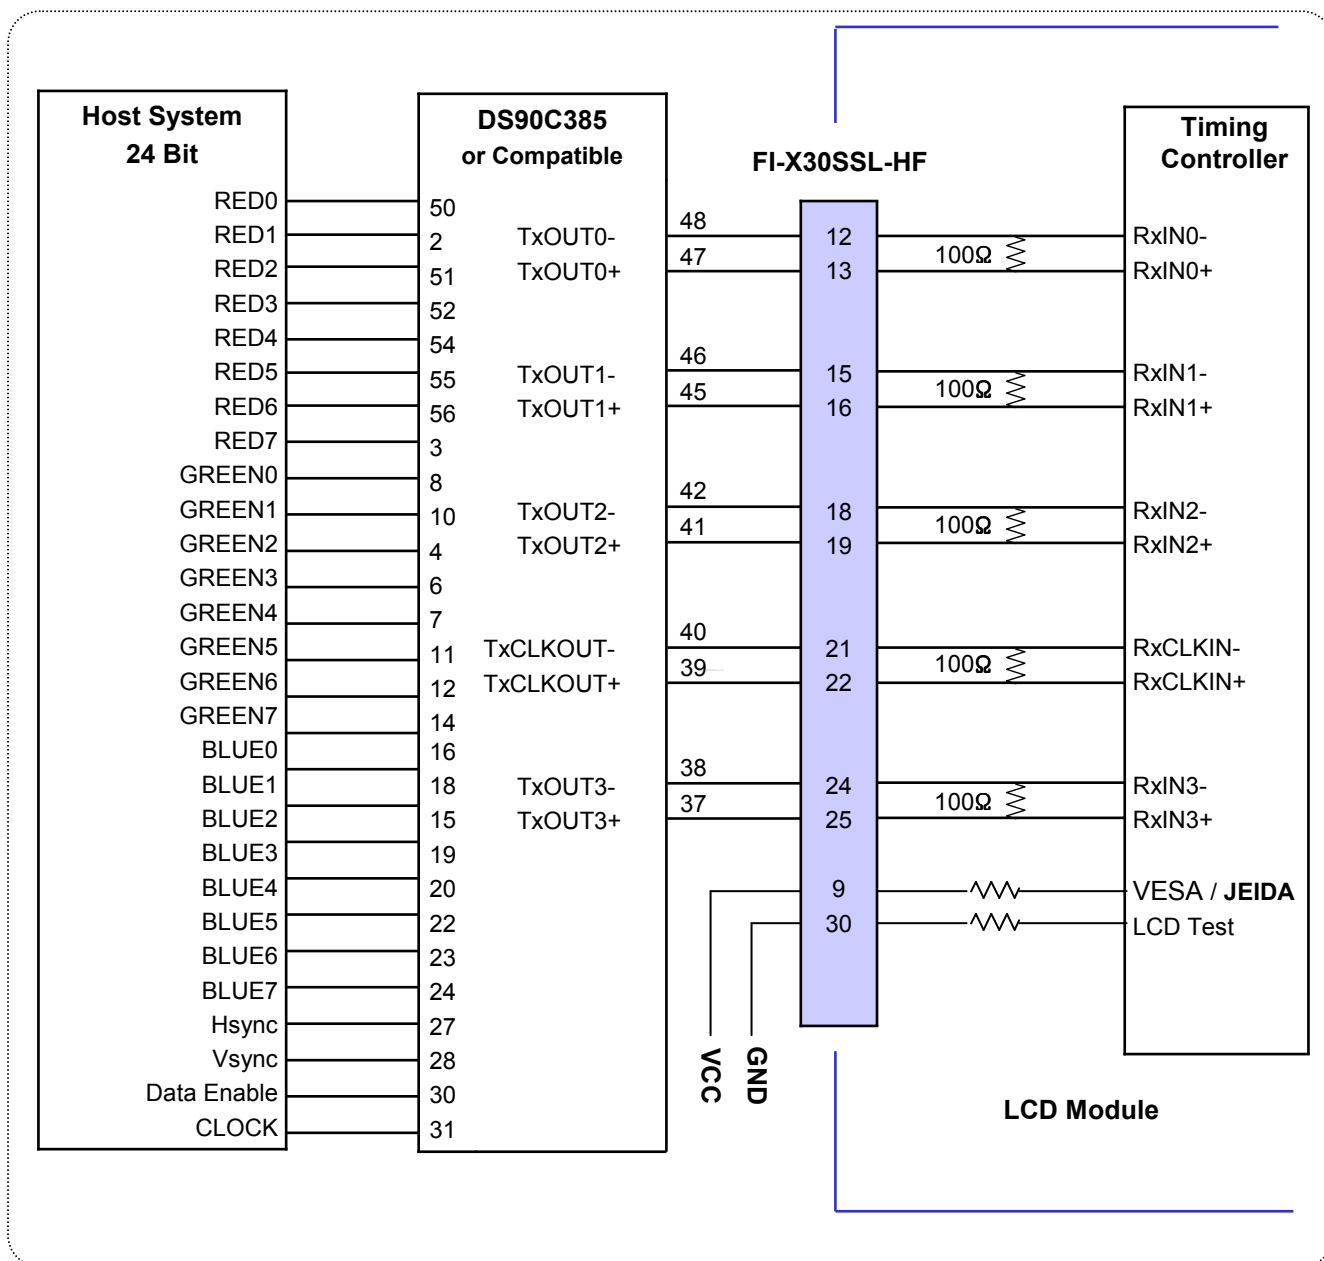 Host System
24 Bit
RED0
RED1
RED2
RED3
RED4
RED5
RED6
RED7
GREEN0
GREEN1
GREEN2
GREEN3
GREEN4
GREEN5
GREEN6
GREEN7
BLUE0
BLUE1
BLUE2
BLUE3
BLUE4
BLUE5
BLUE6
BLUE7
Hsync
Vsync
Data Enable
CLOCK
DS90C385
or Compatible
50
2
51
52
54
55
56
3
8
10
4
6
7
11
12
14
16
18
15
19
20
22
23
24
27
28
30
31
TxOUT0-
TxOUT0+
TxOUT1-
TxOUT1+
TxOUT2-
TxOUT2+
TxCLKOUT-
TxCLKOUT+
TxOUT3-
TxOUT3+
48
47
46
45
42
41
40
39
38
37
VCC
GND
FI-X30SSL-HF
12
13
15
16
18
19
21
22
24
25
9
30
100Ω
100Ω
100Ω
100Ω
100Ω
Timing
Controller
RxIN0-
RxIN0+
RxIN1-
RxIN1+
RxIN2-
RxIN2+
RxCLKIN-
RxCLKIN+
RxIN3-
RxIN3+
VESA / JEIDA
LCD Test
LCD Module